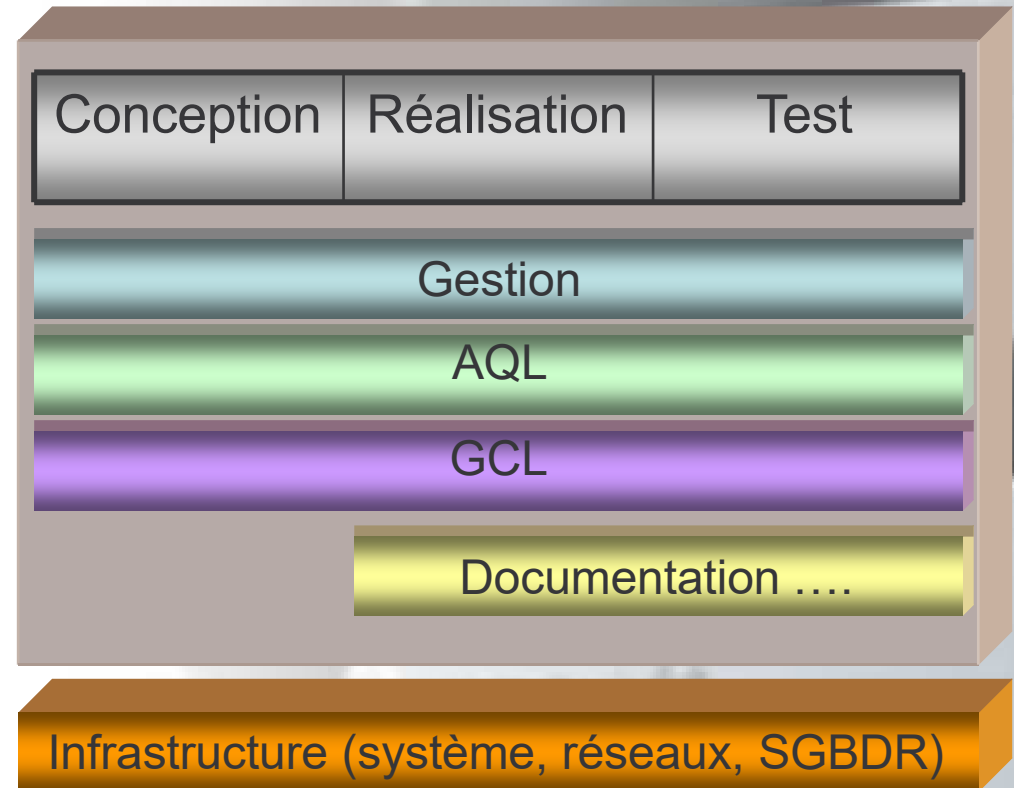 Conception Réalisation Test
Gestion
AQL
GCL
Documentation ….
Infrastructure (système, réseaux, SGBDR)